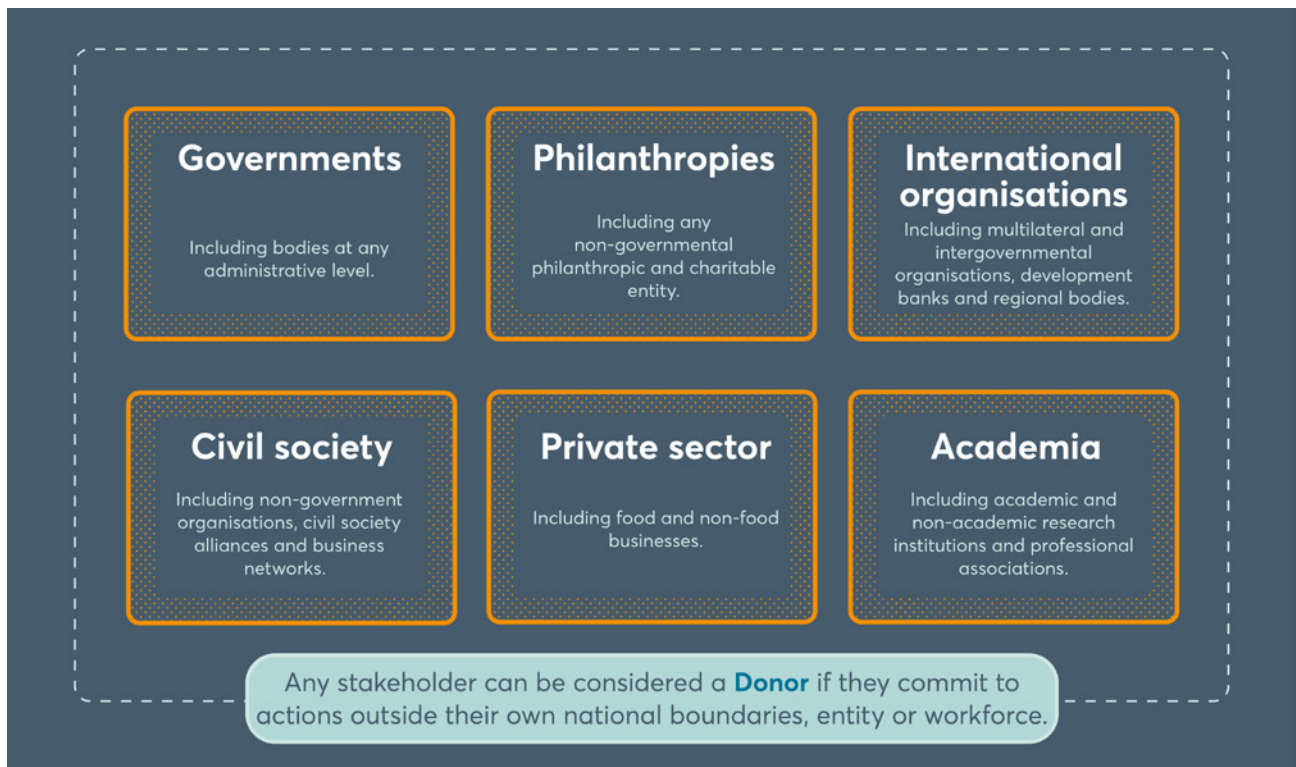 Governments
Including bodies at any
administrative level.
Philanthropies
Including any
non-governmental
philanthropic and charitable
entity.
International
organisations
Including multilateral and
intergovernmental
organisations, development
banks and regional bodies.
Civil society
Including non-government
organisations, civil society
alliances and business
networks.
Private sector
Including food and non-food
businesses.
Academia
Including academic and
non-academic research
institutions and professional
associations.
Any stakeholder can be considered a Donor if they commit to
actions outside their own national boundaries, entity or workforce.